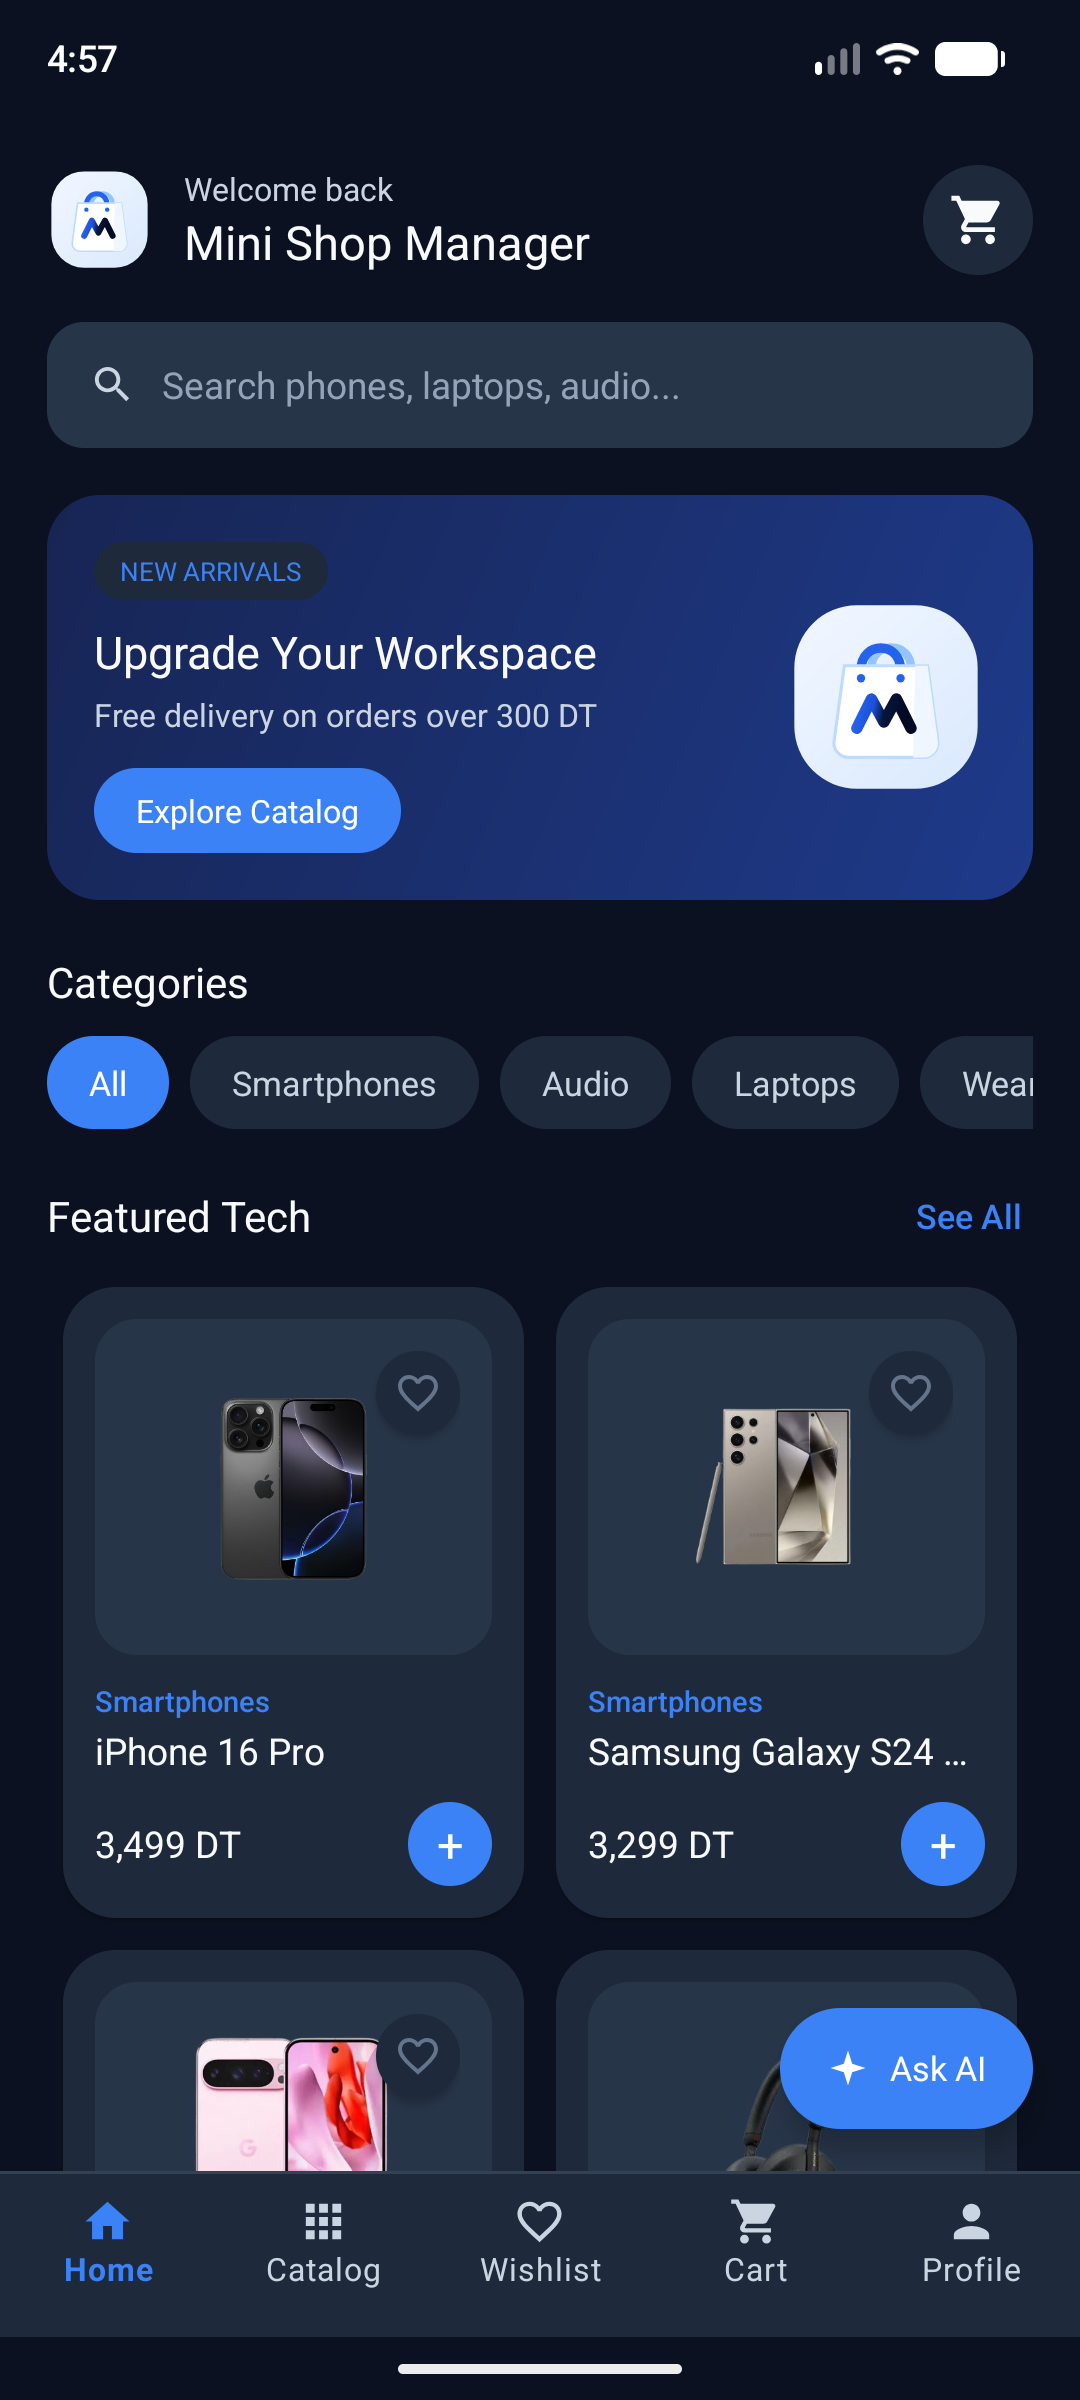 4:57
Welcome back
Mini Shop Manager
Search phones, laptops, audio...
NEW ARRIVALS
Upgrade Your Workspace
Free delivery on orders over 300 DT
Explore Catalog
Categories
All Smartphones Audio Laptops Wear
Featured Tech See All
Smartphones Smartphones
iPhone 16 Pro Samsung Galaxy S24 ...
3,499 DT + 3,299 DT +
Ask AI
Home Catalog Wishlist Cart Profile